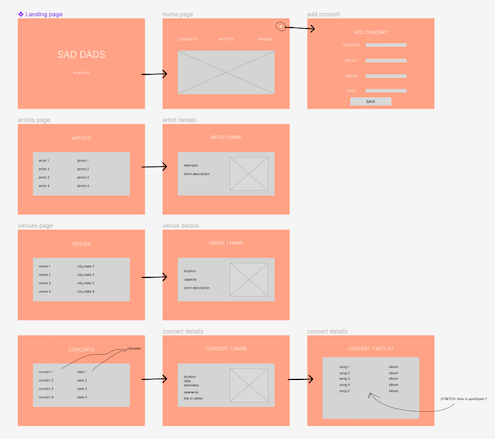 Landing page
SAD DADS
home page
CONCERTS
ARTISTS
VENUES
add concert
ADD CONCERT
CONCERT
ARTIST
VENUE
DATE
SAVE
artists page
ARTISTS
artist 1 photo 1
artist 2 photo 2
artist 3 photo 3
artist 4 photo 4
artist details
ARTIST NAME
members
short description
venues page
VENUES
venue 1 city,state 1
venue 2 city,state 2
venue 3 city,state 3
venue 4 city,state 4
venue details
VENUE 1 NAME
location
capacity
short description
CONCERTS
concert 1 date 1
concert 2 date 2
concert 3 date 3
concert 4 date 4
concert details
CONCERT 1 NAME
location
date
attendees
opener(s)
link to setlist
concert details
CONCERT 1 SETLIST
song 1 album
song 2 album
song 3 album
song 4 album
song 5 album
STRETCH: links to spotify